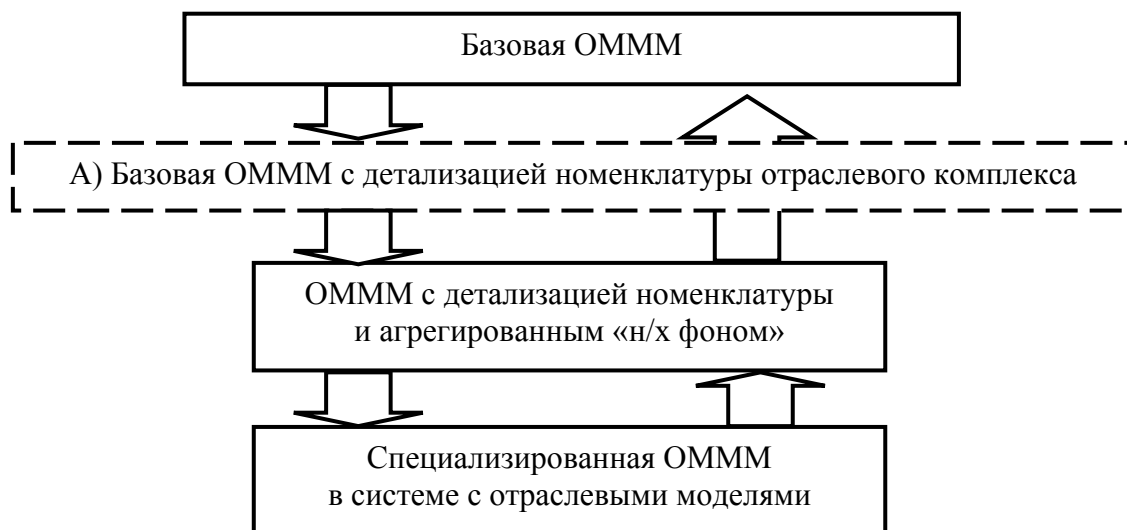 Базовая ОМММ
А) Базовая ОМММ с детализацией номенклатуры отраслевого комплекса
ОМММ с детализацией номенклатуры
и агрегированным «н/х фоном»
Специализированная ОМММ
в системе с отраслевыми моделями